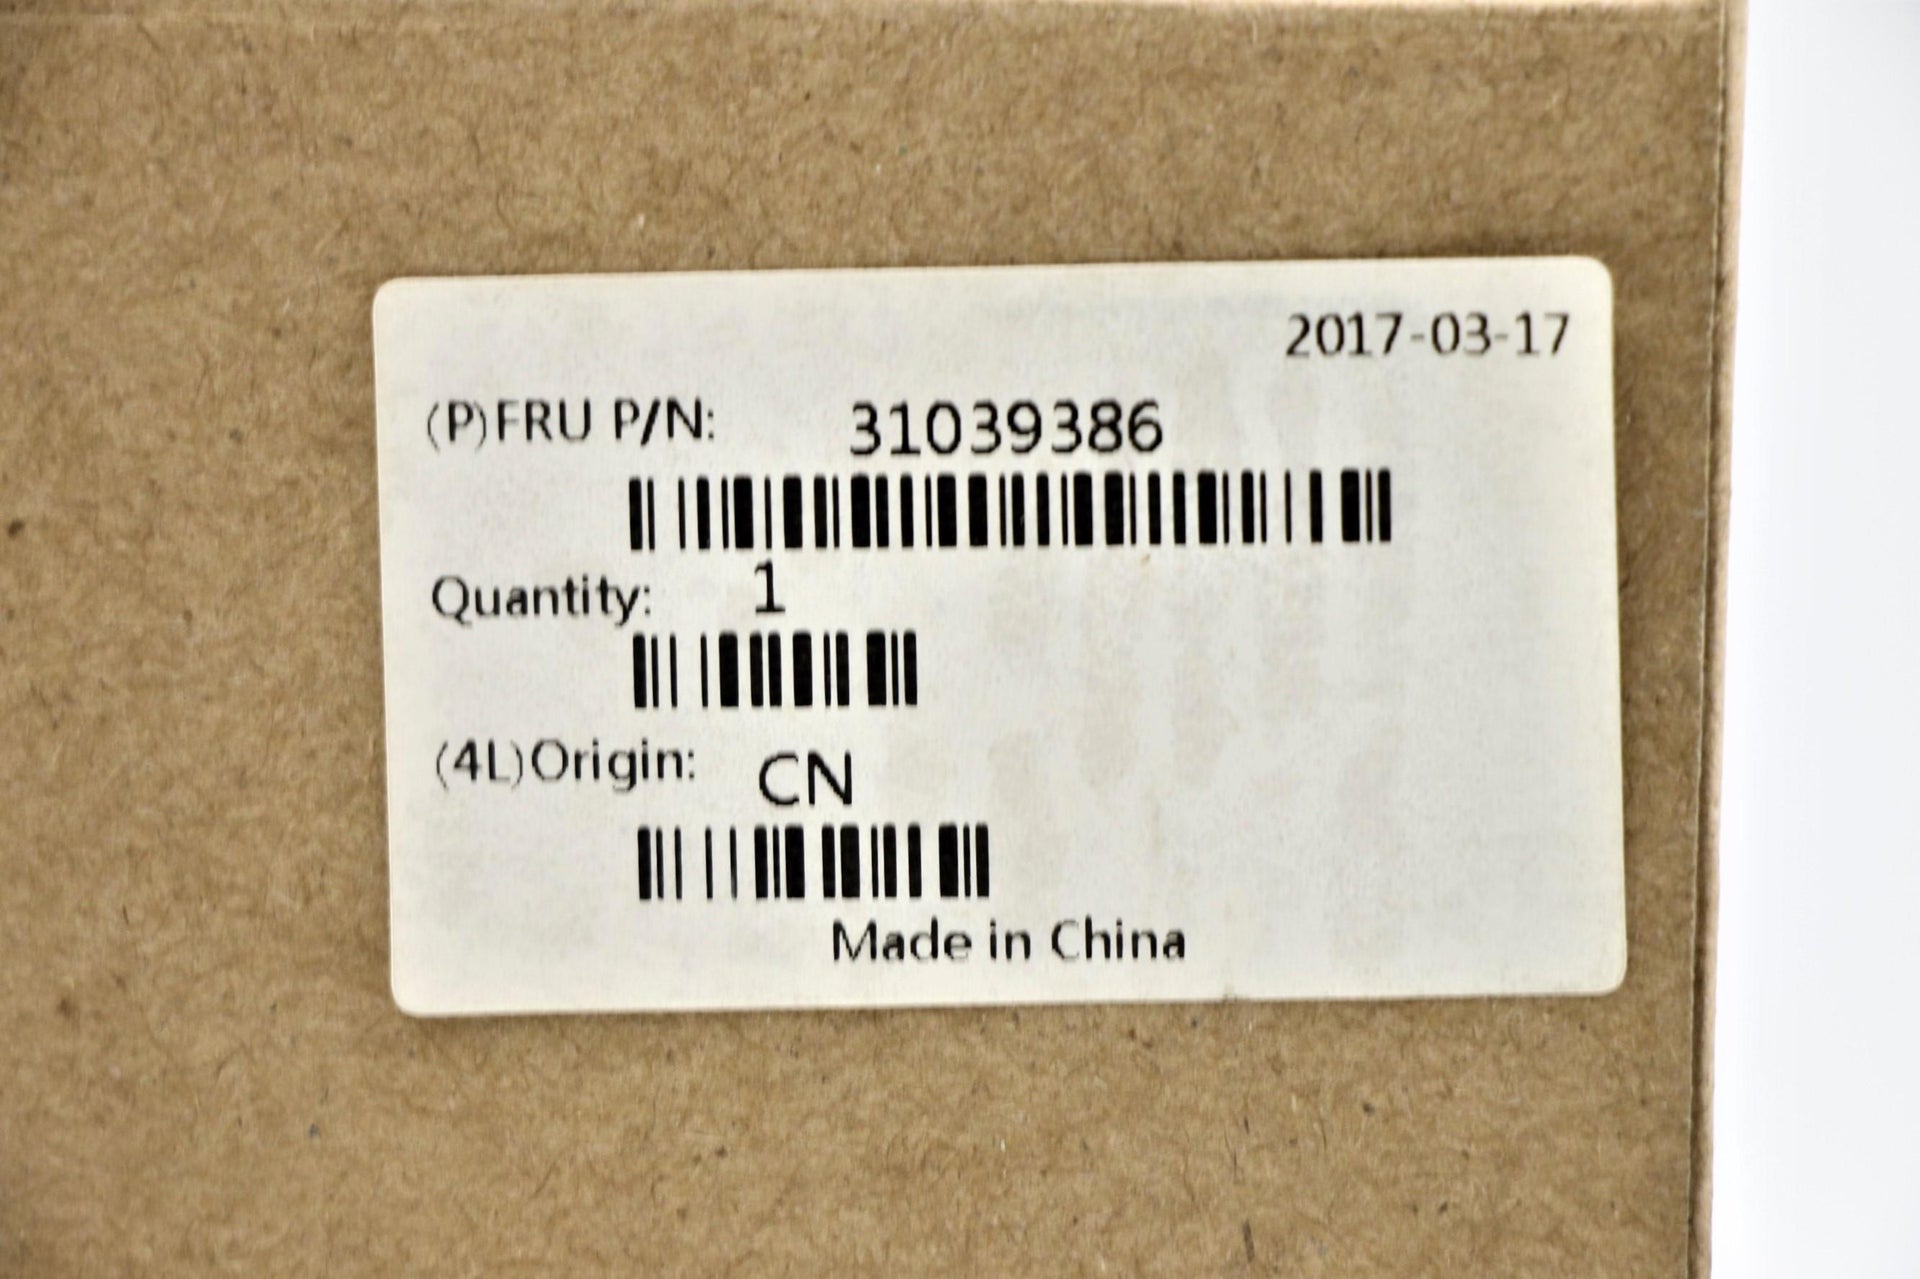 2017-03-17
(P)FRU P/N: 31039386
Quantity: 1
(4L)Origin: CN
Made in China